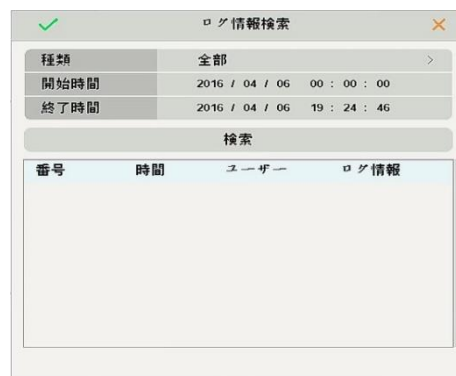 ログ情報検索
種類 全部 >
開始時間 2016 / 04 / 06 00 : 00 : 00
終了時間 2016 / 04 / 06 19 : 24 : 46
検索
番号 時間 ユーザー ログ情報